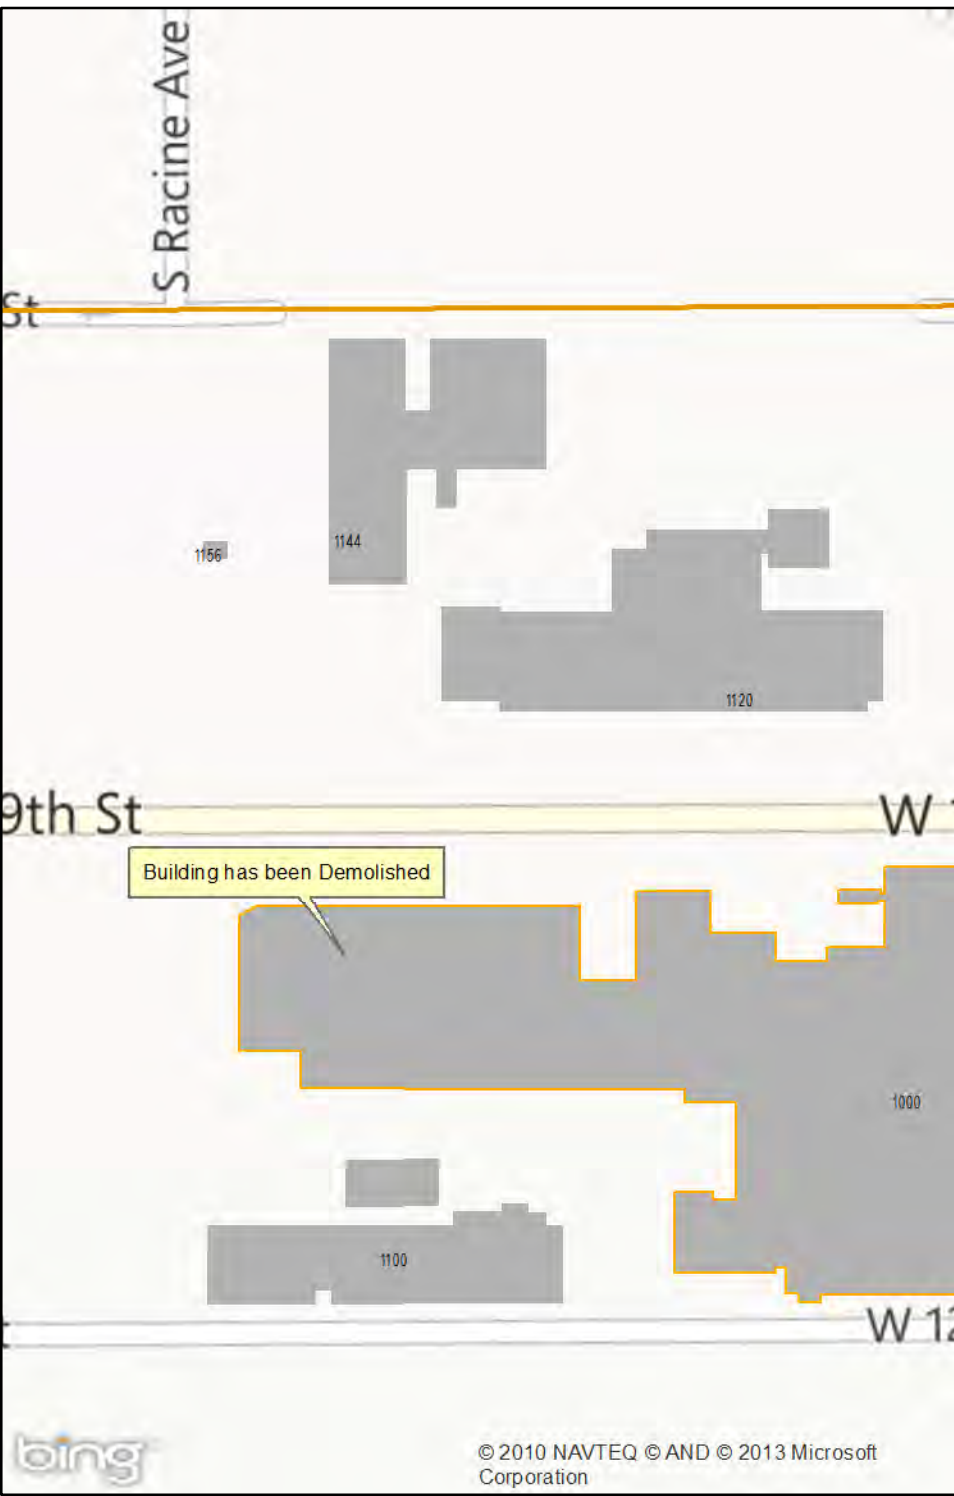 S Racine Ave
St
1144
1156
1120
9th St
W 1
Building has been Demolished
1000
1100
W 12
bing
© 2010 NAVTEQ © AND © 2013 Microsoft
Corporation